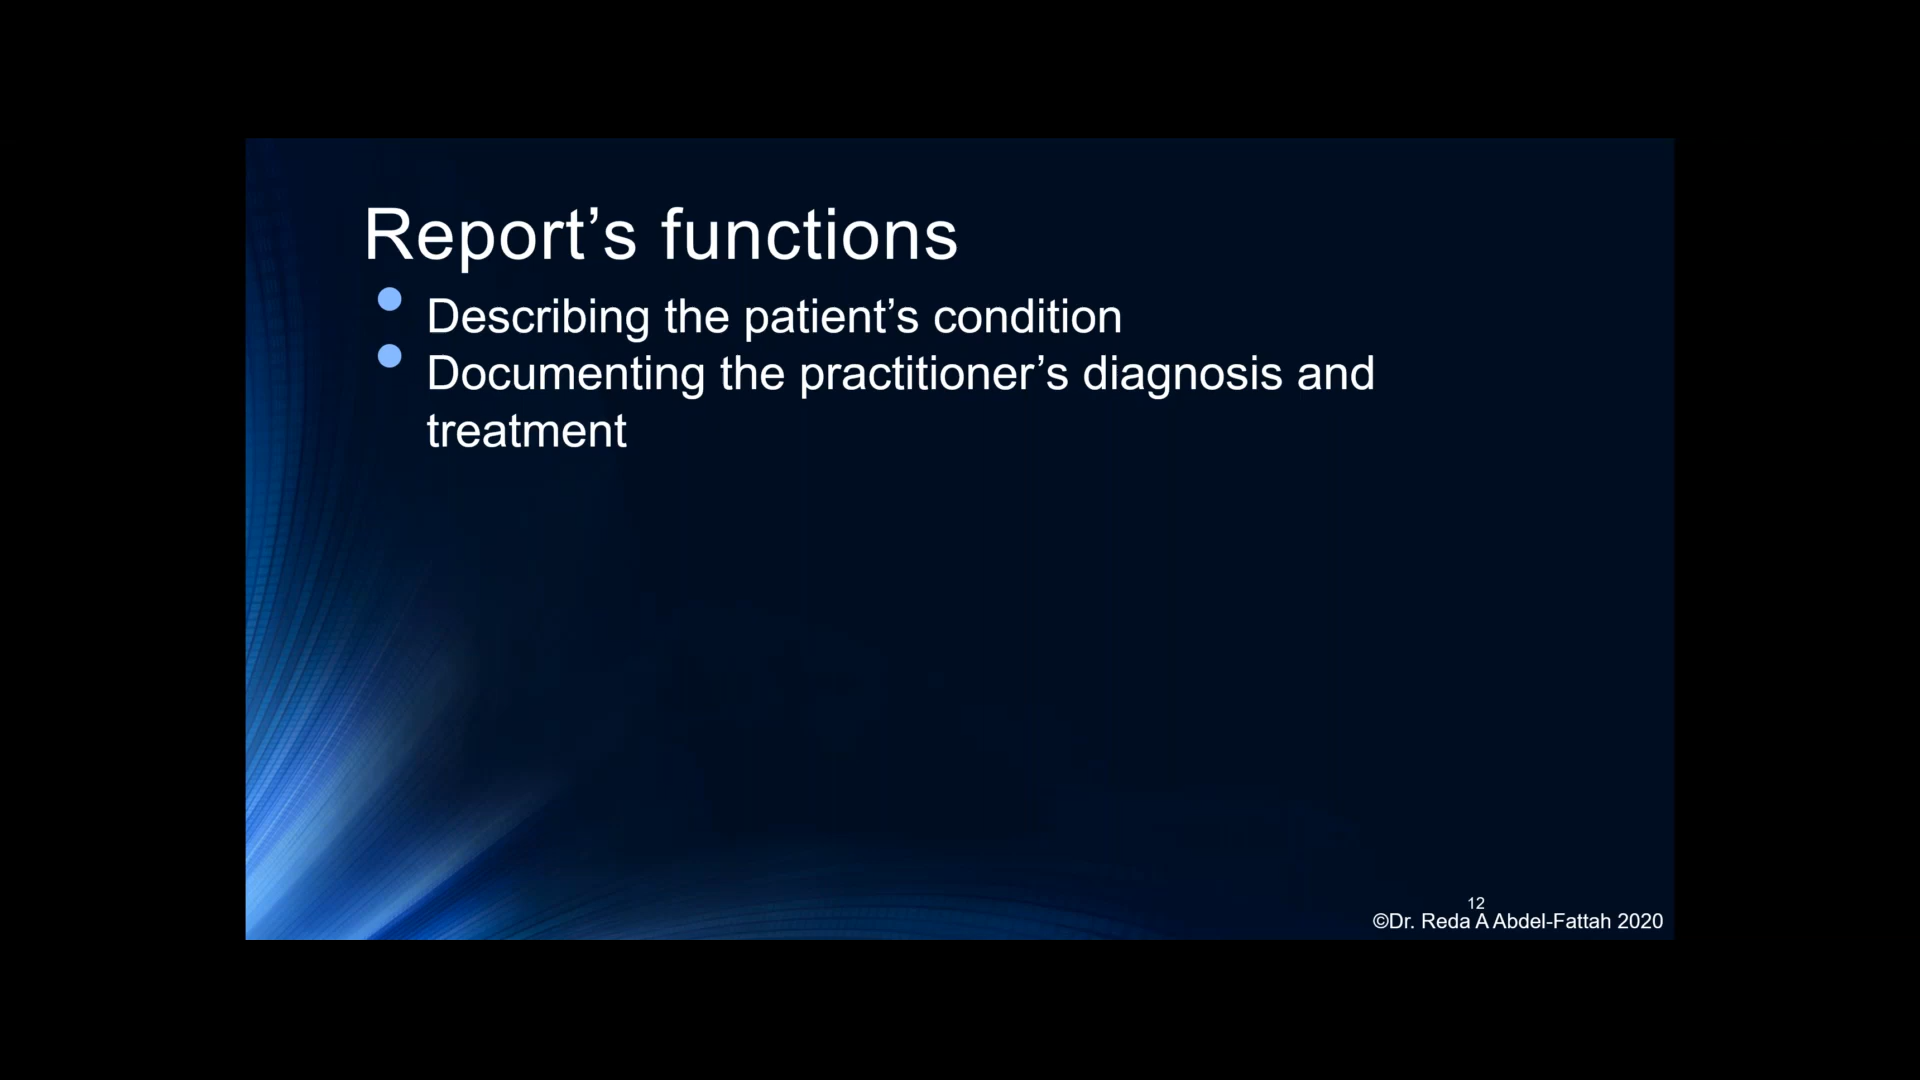 Report’s functions
Describing the patient’s condition
Documenting the practitioner’s diagnosis and
treatment
12
©Dr. Reda A Abdel-Fattah 2020